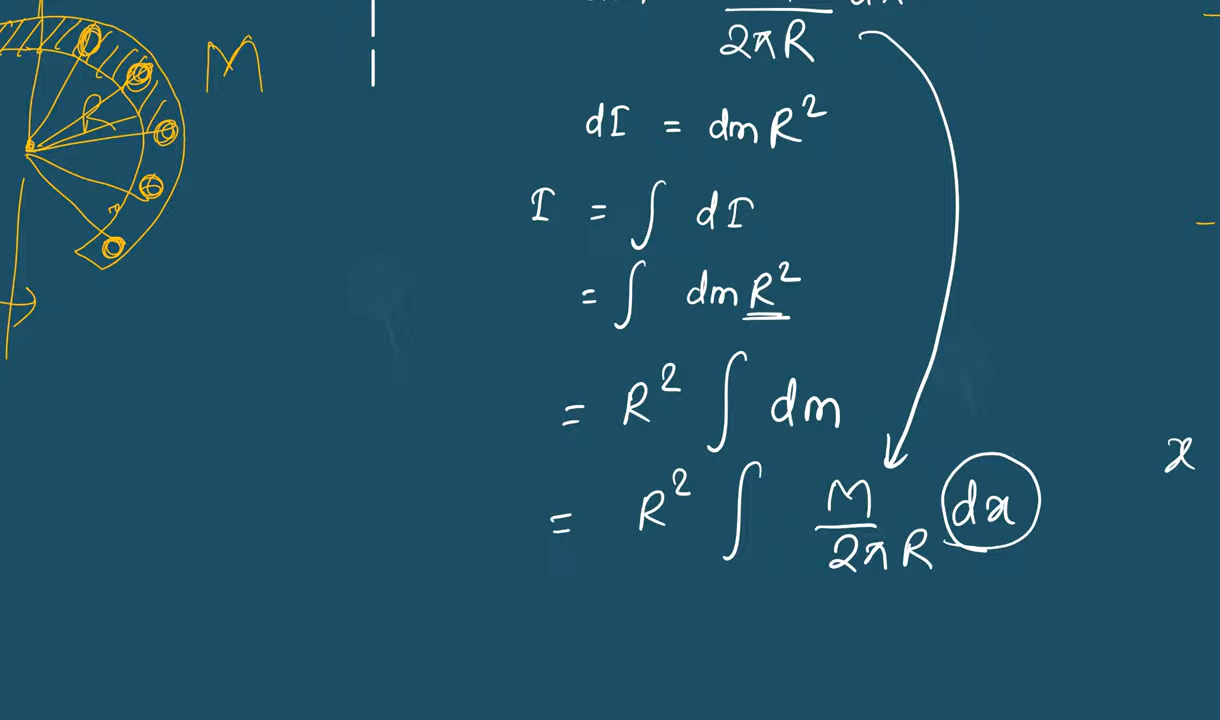 M
R
2πR
dI = dm R²
I = ∫ dI
= ∫ dm R²
= R² ∫ dm
= R² ∫ M/2πR dx
x